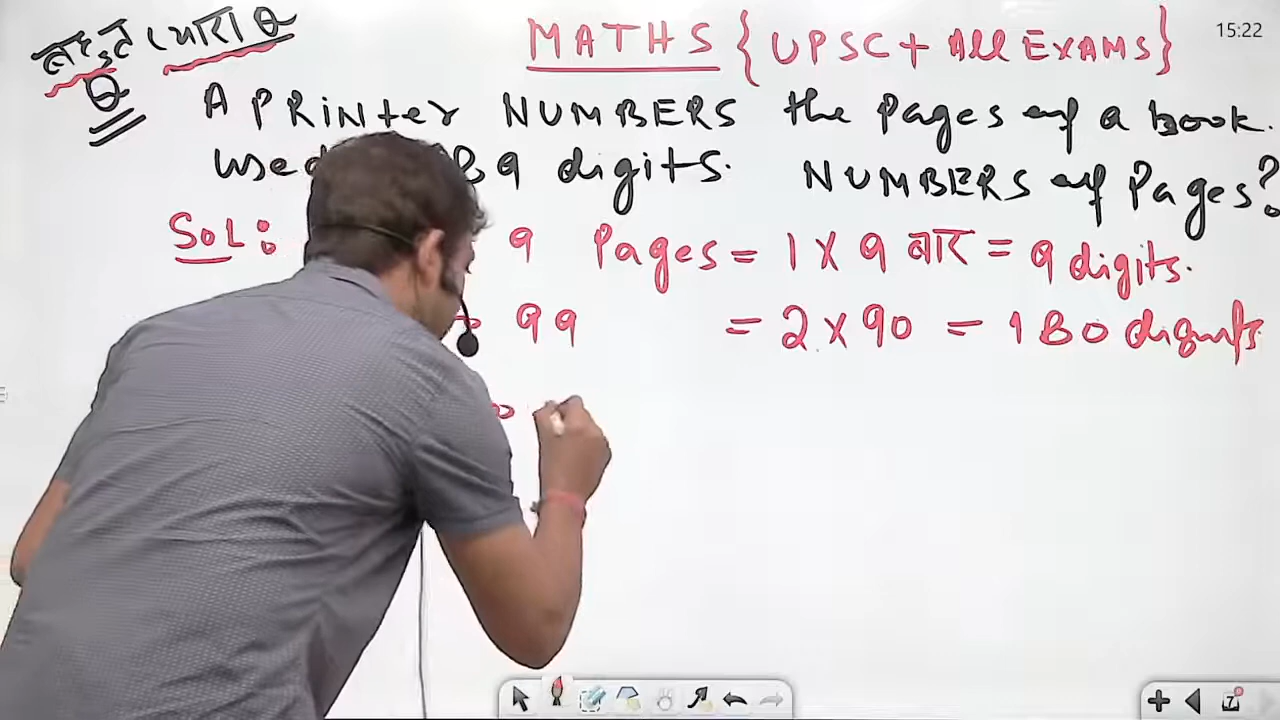 प्यारा Q
MATHS {UPSC + All EXAMS}
Q A PRINTER NUMBERS the Pages of a book.
89 digits. NUMBERS of Pages?
SOL: 9 Pages = 1 X 9 बार = 9 digits.
99 = 2 x 90 = 180 digits
15:22